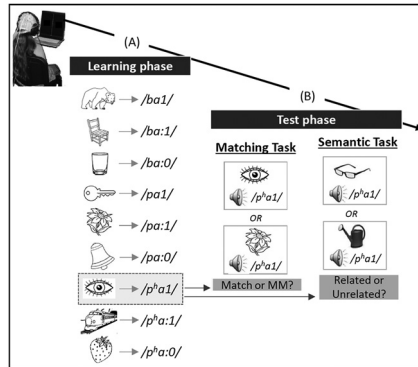 (A)
Learning phase
/ba1/
/ba:1/
/ba:0/
/pa1/
/pa:1/
/pa:0/
/pʰa1/
/pʰa:1/
/pʰa:0/
(B)
Test phase
Matching Task
/pʰa1/
OR
/pʰa1/
Match or MM?
Semantic Task
/pʰa1/
OR
/pʰa1/
Related or
Unrelated?